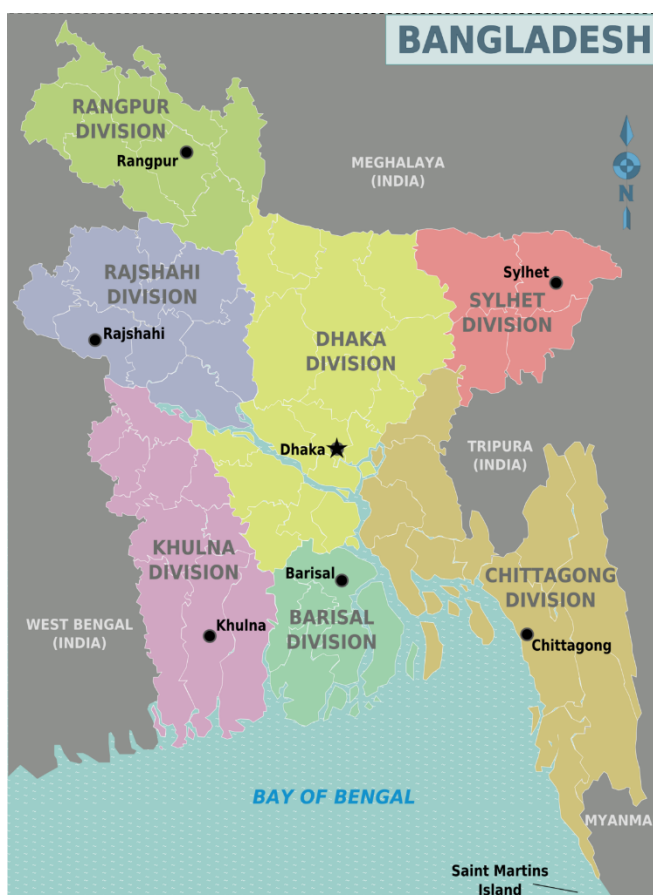 BANGLADESH
RANGPUR
DIVISION
Rangpur
MEGHALAYA
(INDIA)
N
RAJSHAHI
DIVISION
Rajshahi
Sylhet
SYLHET
DIVISION
DHAKA
DIVISION
Dhaka
TRIPURA
(INDIA)
KHULNA
DIVISION
Khulna
Barisal
BARISAL
DIVISION
CHITTAGONG
DIVISION
Chittagong
WEST BENGAL
(INDIA)
BAY OF BENGAL
MYANMA
Saint Martins
Island